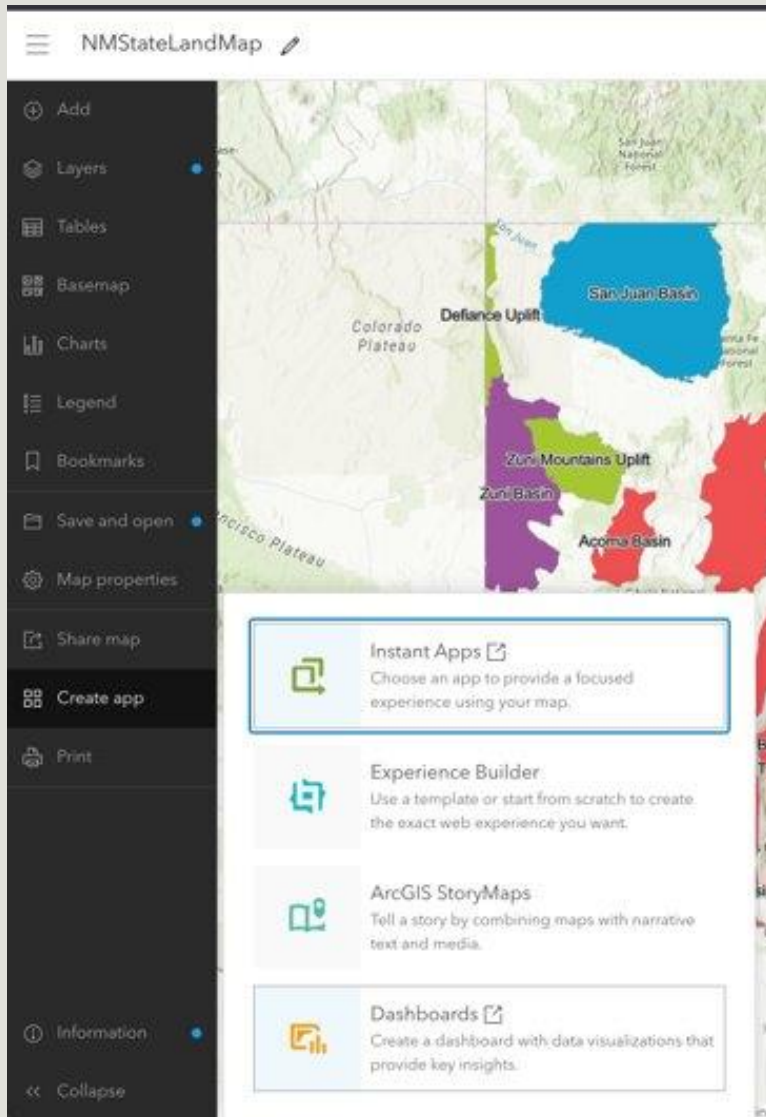 NMStateLandMap
Add
Layers
Tables
Basemap
Charts
Legend
Bookmarks
Save and open
Map properties
Share map
Create app
Print
Information
Collapse
San Juan
National
Forest
San Juan
San Juan Basin
Defiance Uplift
Colorado
Plateau
Zuni Mountains Uplift
Zuni Basin
Acoma Basin
ncisco Plateau
Instant Apps
Choose an app to provide a focused
experience using your map.
Experience Builder
Use a template or start from scratch to create
the exact web experience you want.
ArcGIS StoryMaps
Tell a story by combining maps with narrative
text and media.
Dashboards
Create a dashboard with data visualizations that
provide key insights.